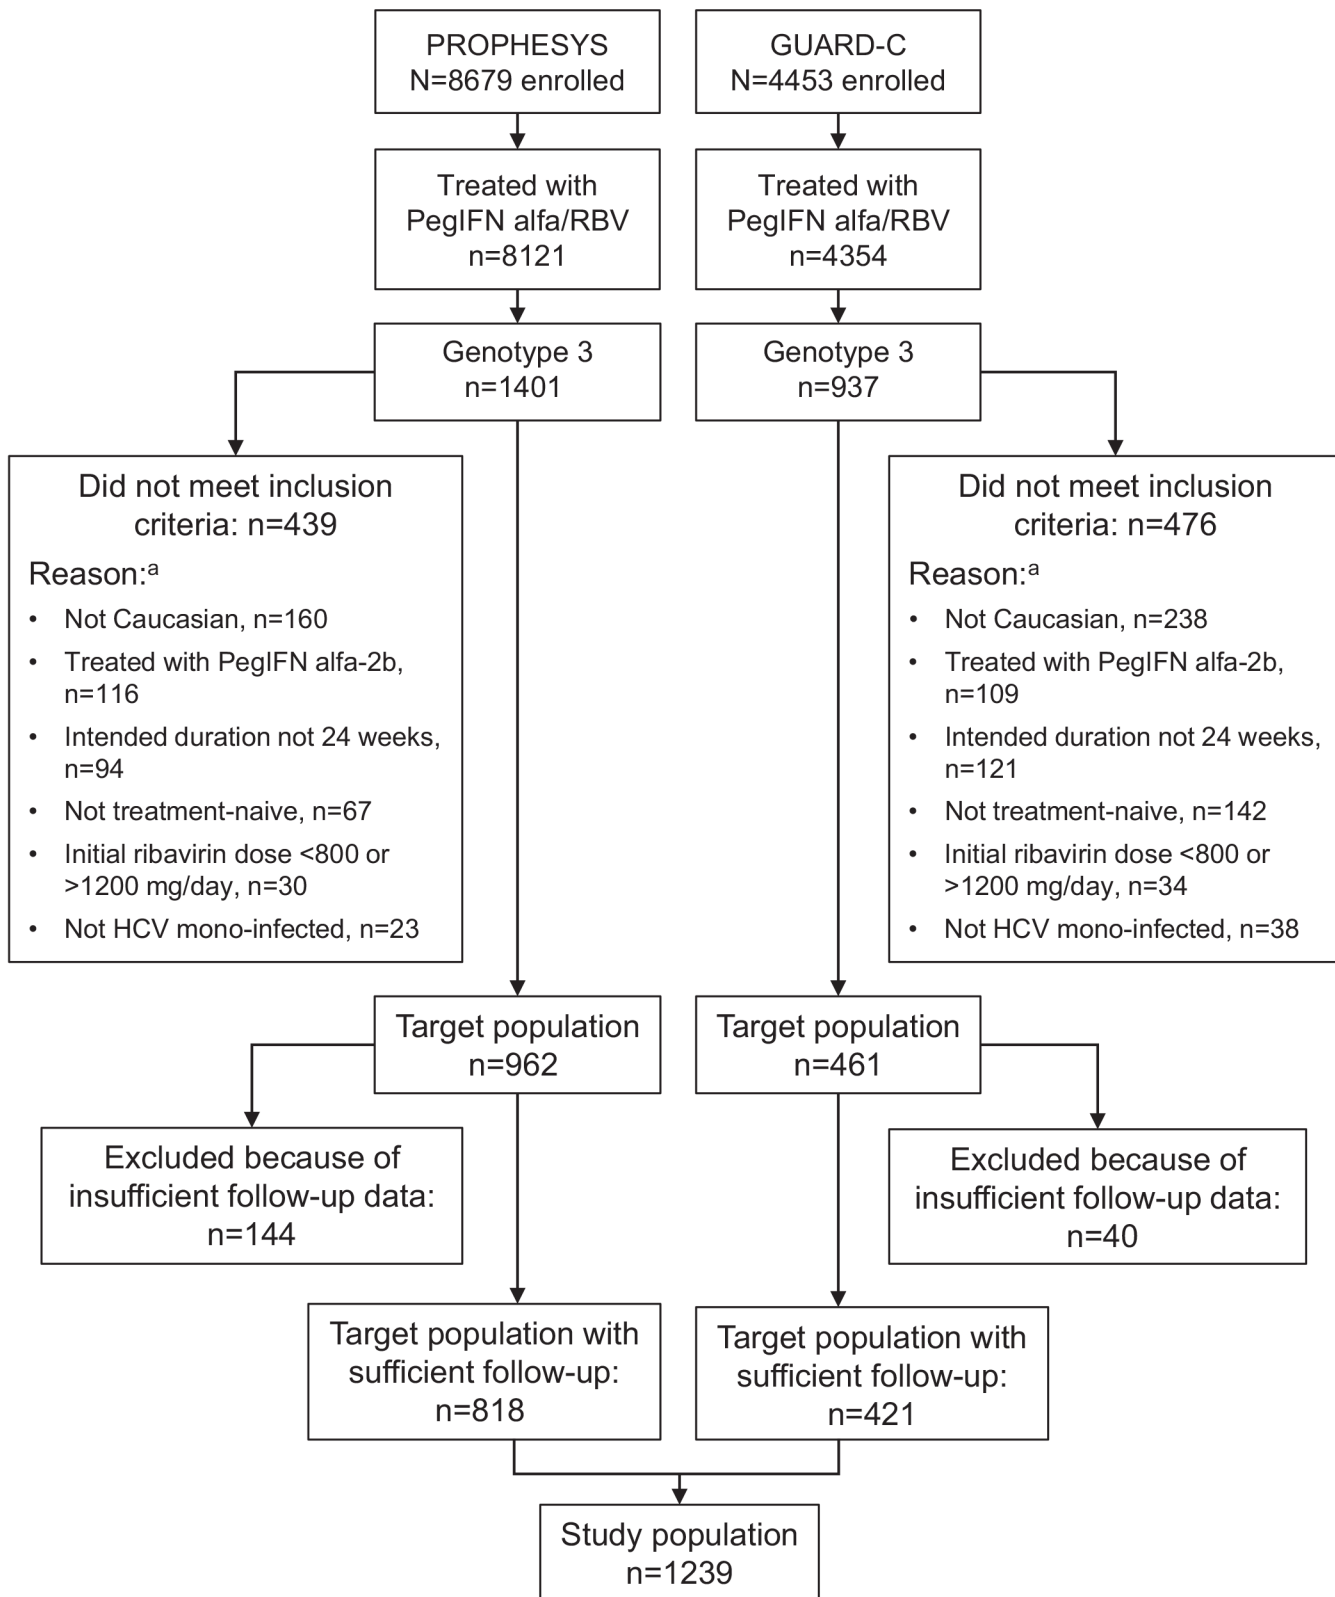 PROPHESYS
N=8679 enrolled
GUARD-C
N=4453 enrolled
Treated with
PegIFN alfa/RBV
n=8121
Treated with
PegIFN alfa/RBV
n=4354
Genotype 3
n=1401
Genotype 3
n=937
Did not meet inclusion
criteria: n=439
Reason:ᵃ
• Not Caucasian, n=160
• Treated with PegIFN alfa-2b,
n=116
• Intended duration not 24 weeks,
n=94
• Not treatment-naive, n=67
• Initial ribavirin dose <800 or
>1200 mg/day, n=30
• Not HCV mono-infected, n=23
Did not meet inclusion
criteria: n=476
Reason:ᵃ
• Not Caucasian, n=238
• Treated with PegIFN alfa-2b,
n=109
• Intended duration not 24 weeks,
n=121
• Not treatment-naive, n=142
• Initial ribavirin dose <800 or
>1200 mg/day, n=34
• Not HCV mono-infected, n=38
Target population
n=962
Target population
n=461
Excluded because of
insufficient follow-up data:
n=144
Excluded because of
insufficient follow-up data:
n=40
Target population with
sufficient follow-up:
n=818
Target population with
sufficient follow-up:
n=421
Study population
n=1239